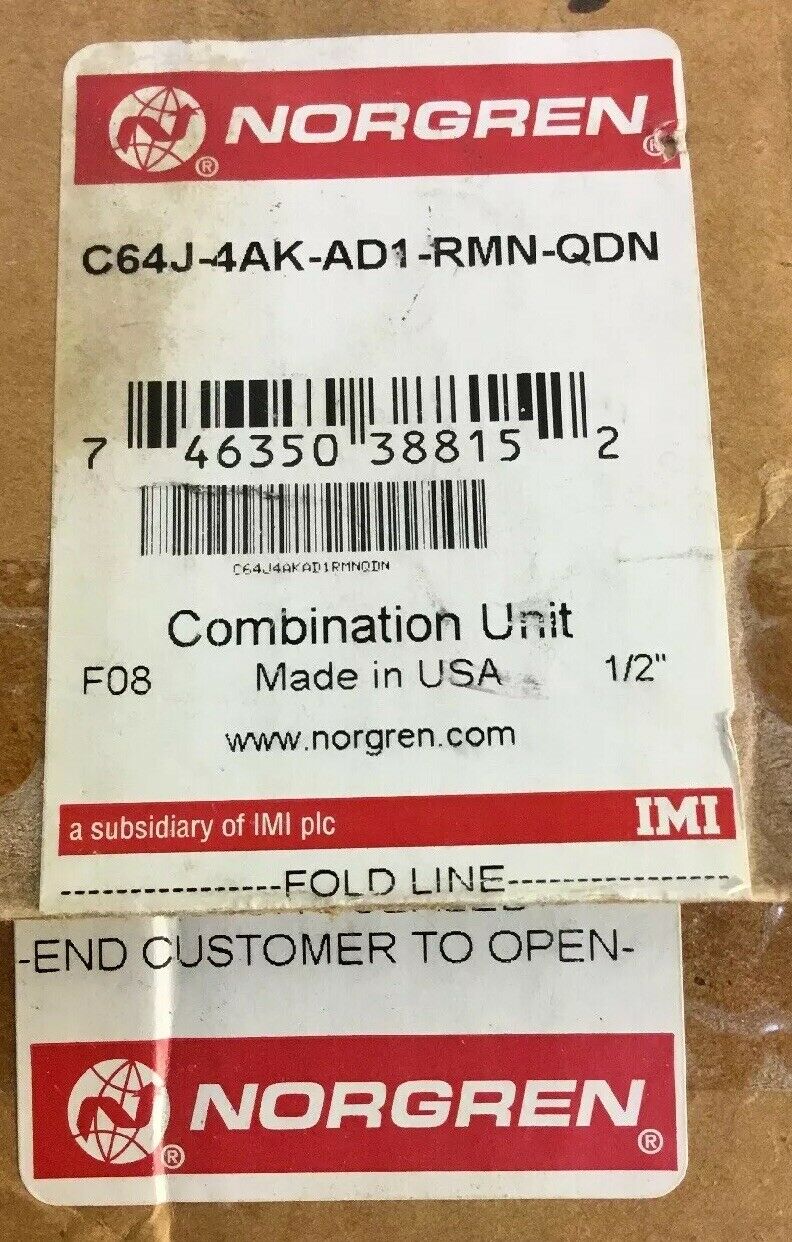 NORGREN®
C64J-4AK-AD1-RMN-QDN
7 46350 38815 2
C64J4AKAD1RMNQDN
Combination Unit
F08 Made in USA 1/2"
www.norgren.com
a subsidiary of IMI plc IMI
----------------FOLD LINE----------------
-END CUSTOMER TO OPEN-
NORGREN®